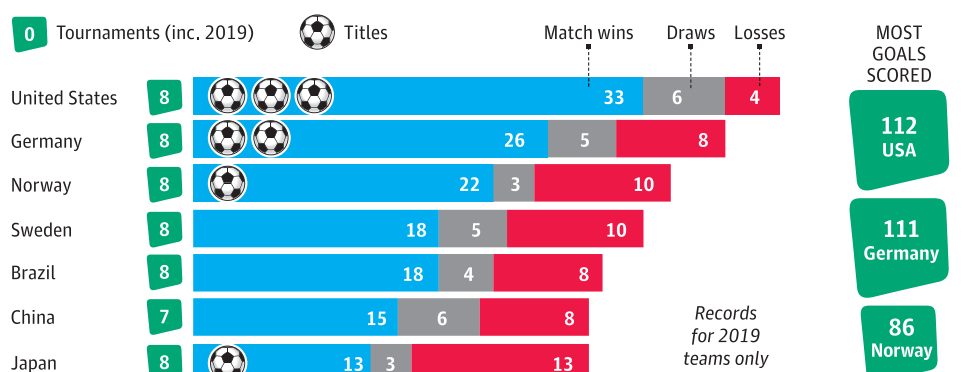 0 Tournaments (inc. 2019) Titles Match wins Draws Losses
United States 8 33 6 4
Germany 8 26 5 8
Norway 8 22 3 10
Sweden 8 18 5 10
Brazil 8 18 4 8
China 7 15 6 8
Japan 8 13 3 13
Records
for 2019
teams only
MOST
GOALS
SCORED
112
USA
111
Germany
86
Norway